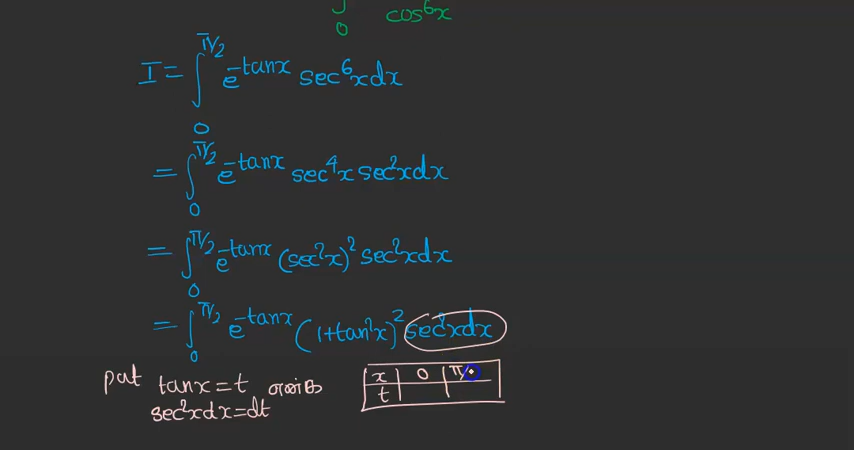 ∫₀ cos⁶x
I = ∫₀^{π/2} e^{-tanx} sec⁶x dx
= ∫₀^{π/2} e^{-tanx} sec⁴x sec²x dx
= ∫₀^{π/2} e^{-tanx} (sec²x)² sec²x dx
= ∫₀^{π/2} e^{-tanx} (1+tan²x)² sec²x dx
put tanx = t
x 0 π/
sec²x dx = dt
t